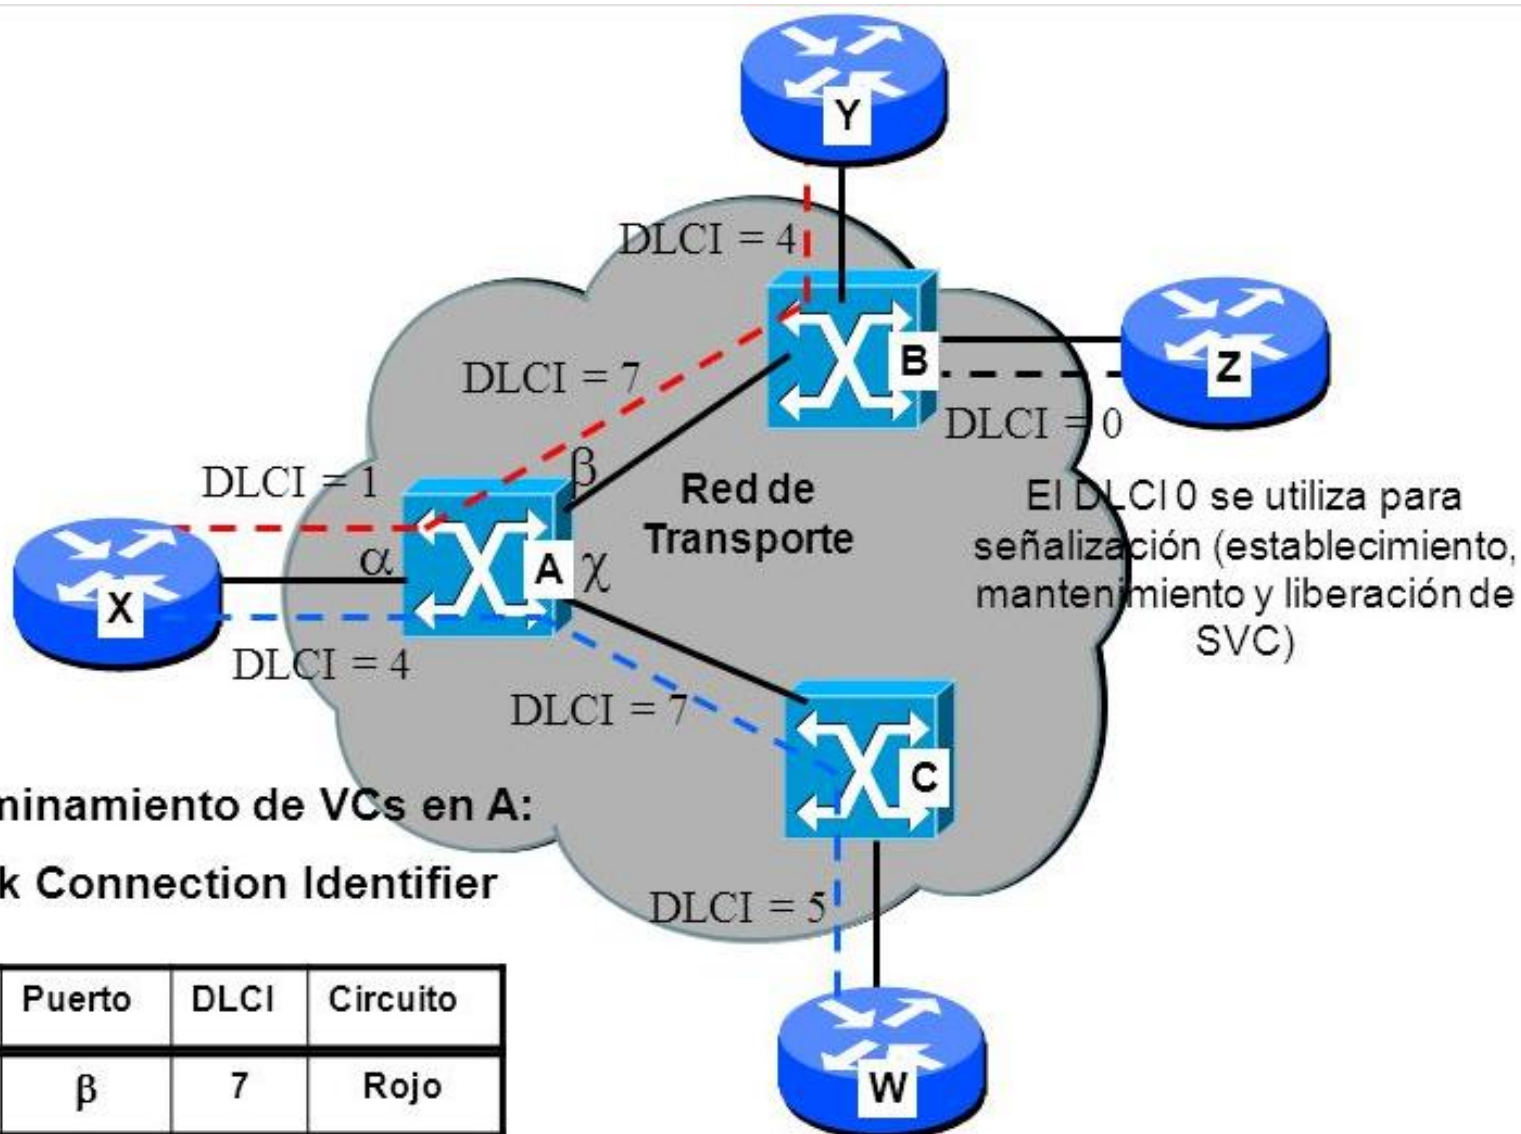 Y
DLCI = 4
DLCI = 7
B
Z
DLCI = 0
β
DLCI = 1
Red de
Transporte
El DLCI 0 se utiliza para
señalización (establecimiento,
mantenimiento y liberación de
SVC)
α
A
χ
X
DLCI = 4
DLCI = 7
C
minamiento de VCs en A:
k Connection Identifier
DLCI = 5
Puerto DLCI Circuito
β 7 Rojo
W